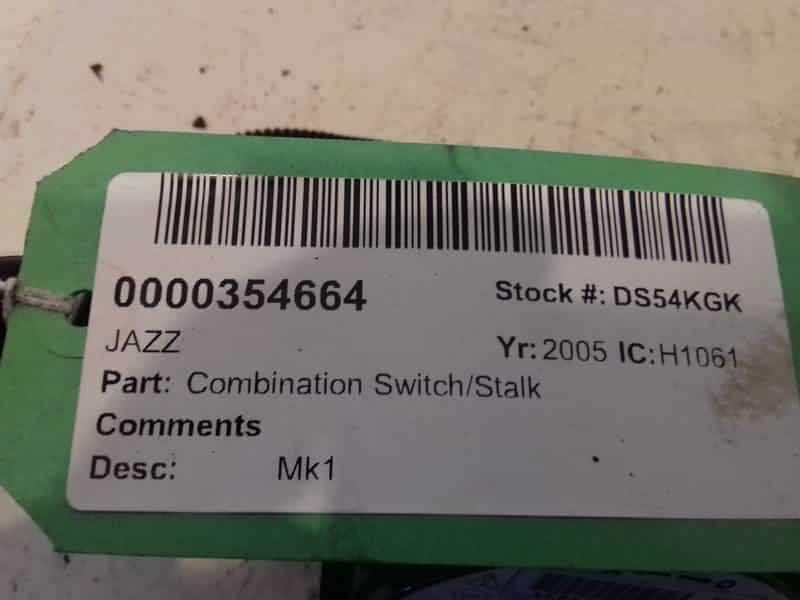 0000354664 Stock #: DS54KGK
JAZZ Yr: 2005 IC: H1061
Part: Combination Switch/Stalk
Comments
Desc: Mk1